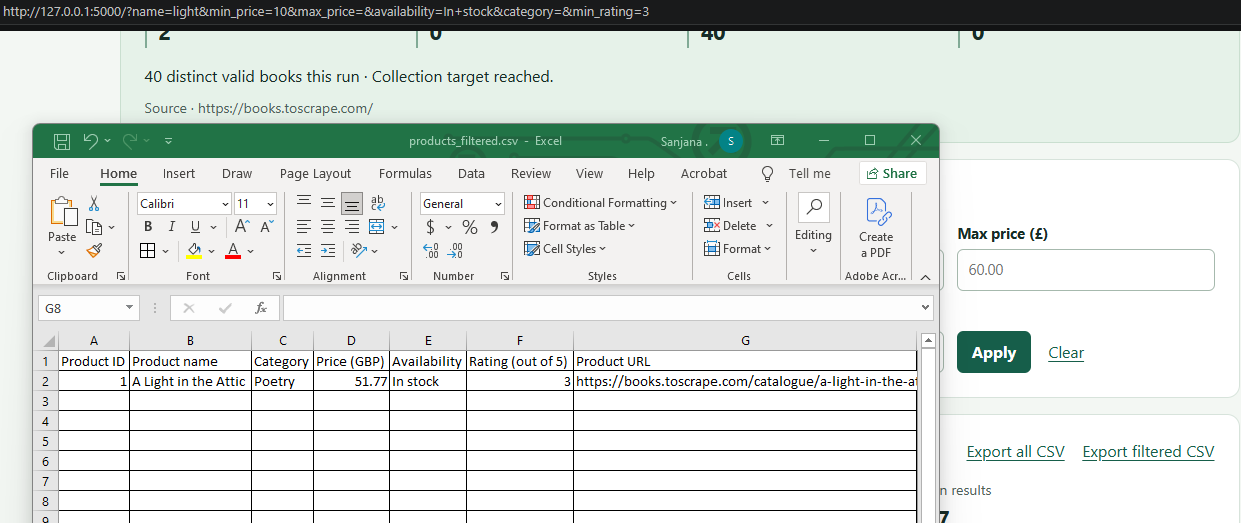 http://127.0.0.1:5000/?name=light&min_price=10&max_price=&availability=In+stock&category=&min_rating=3
2 0 40 0
40 distinct valid books this run · Collection target reached.
Source · https://books.toscrape.com/
products_filtered.csv - Excel
Sanjana .
S
File Home Insert Draw Page Layout Formulas Data Review View Help Acrobat Tell me Share
Paste
Clipboard
Calibri 11
B I U
Font
ab
Alignment
General
$ % 9
Number
Conditional Formatting
Format as Table
Cell Styles
Styles
Insert
Delete
Format
Cells
Editing
Create
a PDF
Adobe Acr...
G8
fx
A B C D E F G
1 Product ID Product name Category Price (GBP) Availability Rating (out of 5) Product URL
2 1 A Light in the Attic Poetry 51.77 In stock 3 https://books.toscrape.com/catalogue/a-light-in-the-a
3
4
5
6
7
8
9
Max price (£)
60.00
Apply Clear
Export all CSV Export filtered CSV
n results
7